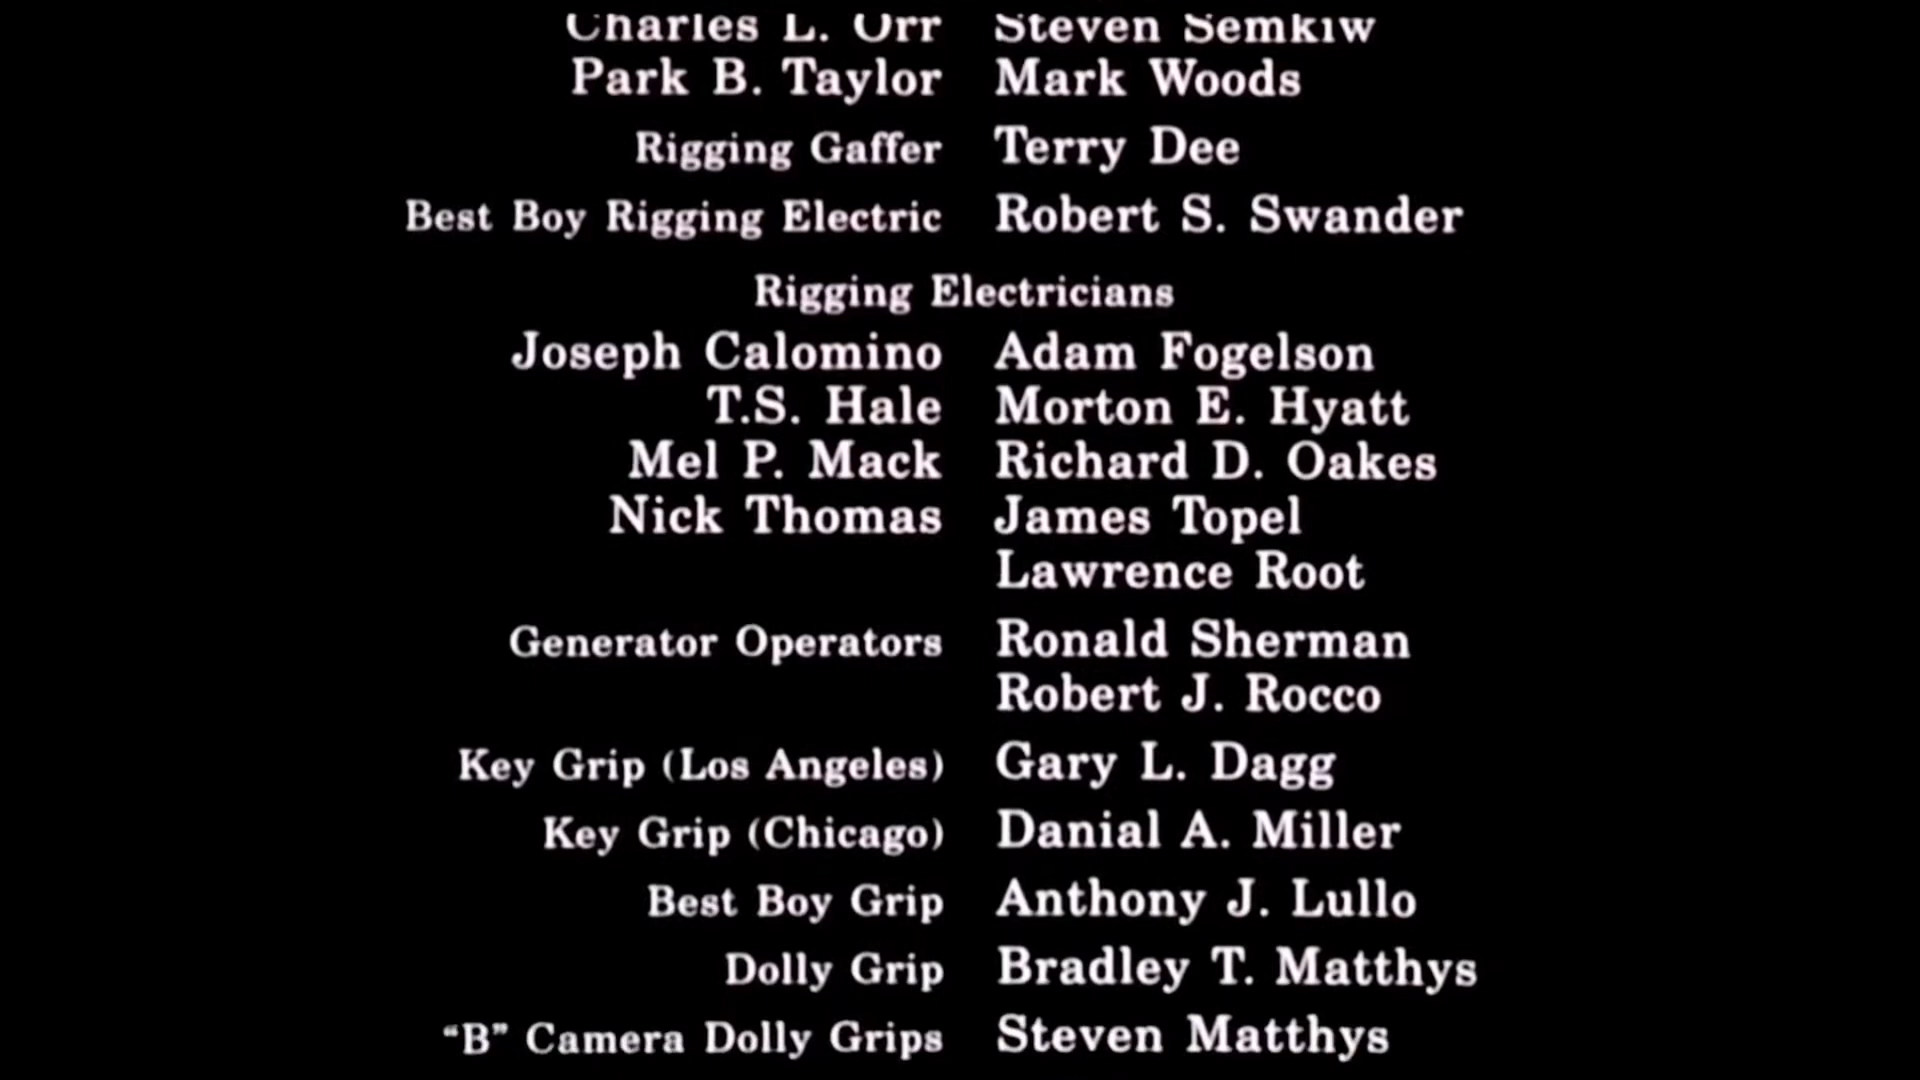 Charles L. Orr Steven Semkiw
Park B. Taylor Mark Woods
Rigging Gaffer Terry Dee
Best Boy Rigging Electric Robert S. Swander
Rigging Electricians
Joseph Calomino Adam Fogelson
T.S. Hale Morton E. Hyatt
Mel P. Mack Richard D. Oakes
Nick Thomas James Topel
Lawrence Root
Generator Operators Ronald Sherman
Robert J. Rocco
Key Grip (Los Angeles) Gary L. Dagg
Key Grip (Chicago) Danial A. Miller
Best Boy Grip Anthony J. Lullo
Dolly Grip Bradley T. Matthys
“B” Camera Dolly Grips Steven Matthys